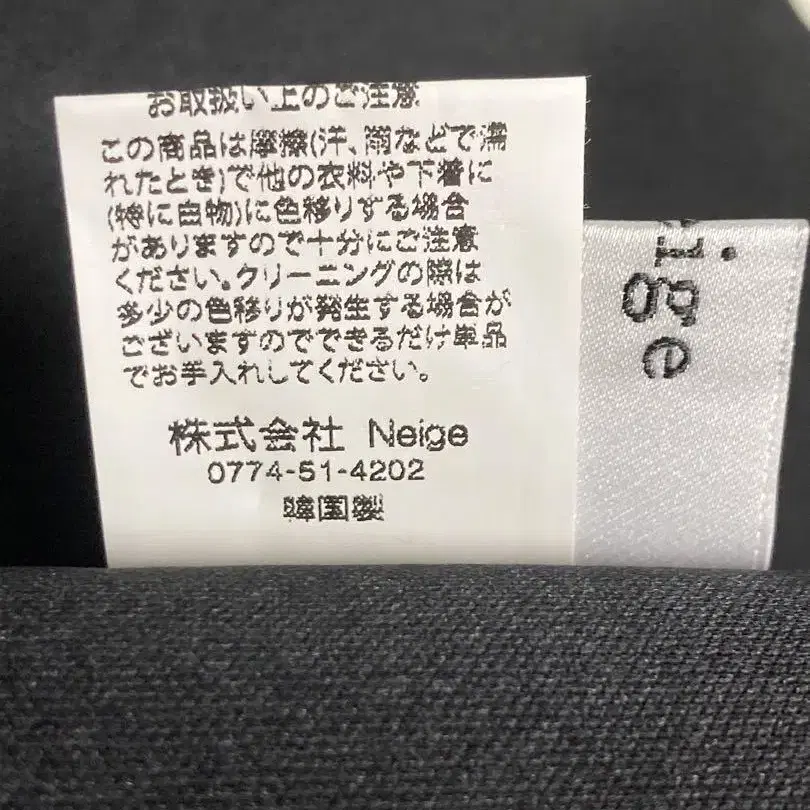 お取扱い上のご注意
この商品は摩擦(汗、雨などで濡
れたとき)で他の衣料や下着に
(特に白物)に色移りする場合
がありますので十分にご注意
ください。クリーニングの際は
多少の色移りが発生する場合が
ございますのでできるだけ単品
でお手入れしてください。
株式会社 Neige
0774-51-4202
韓国製
eige